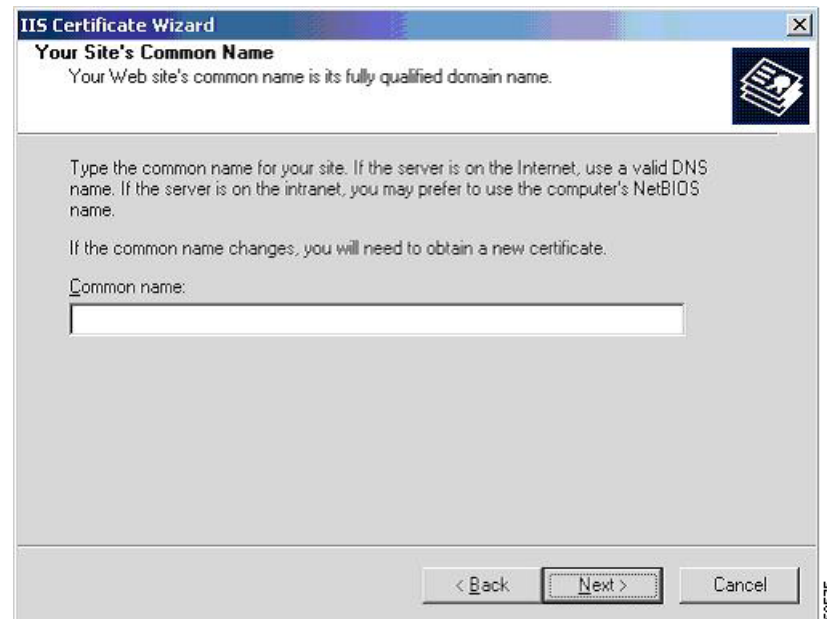 IIS Certificate Wizard
Your Site's Common Name
Your Web site's common name is its fully qualified domain name.
Type the common name for your site. If the server is on the Internet, use a valid DNS
name. If the server is on the intranet, you may prefer to use the computer's NetBIOS
name.
If the common name changes, you will need to obtain a new certificate.
Common name:
< Back
Next >
Cancel